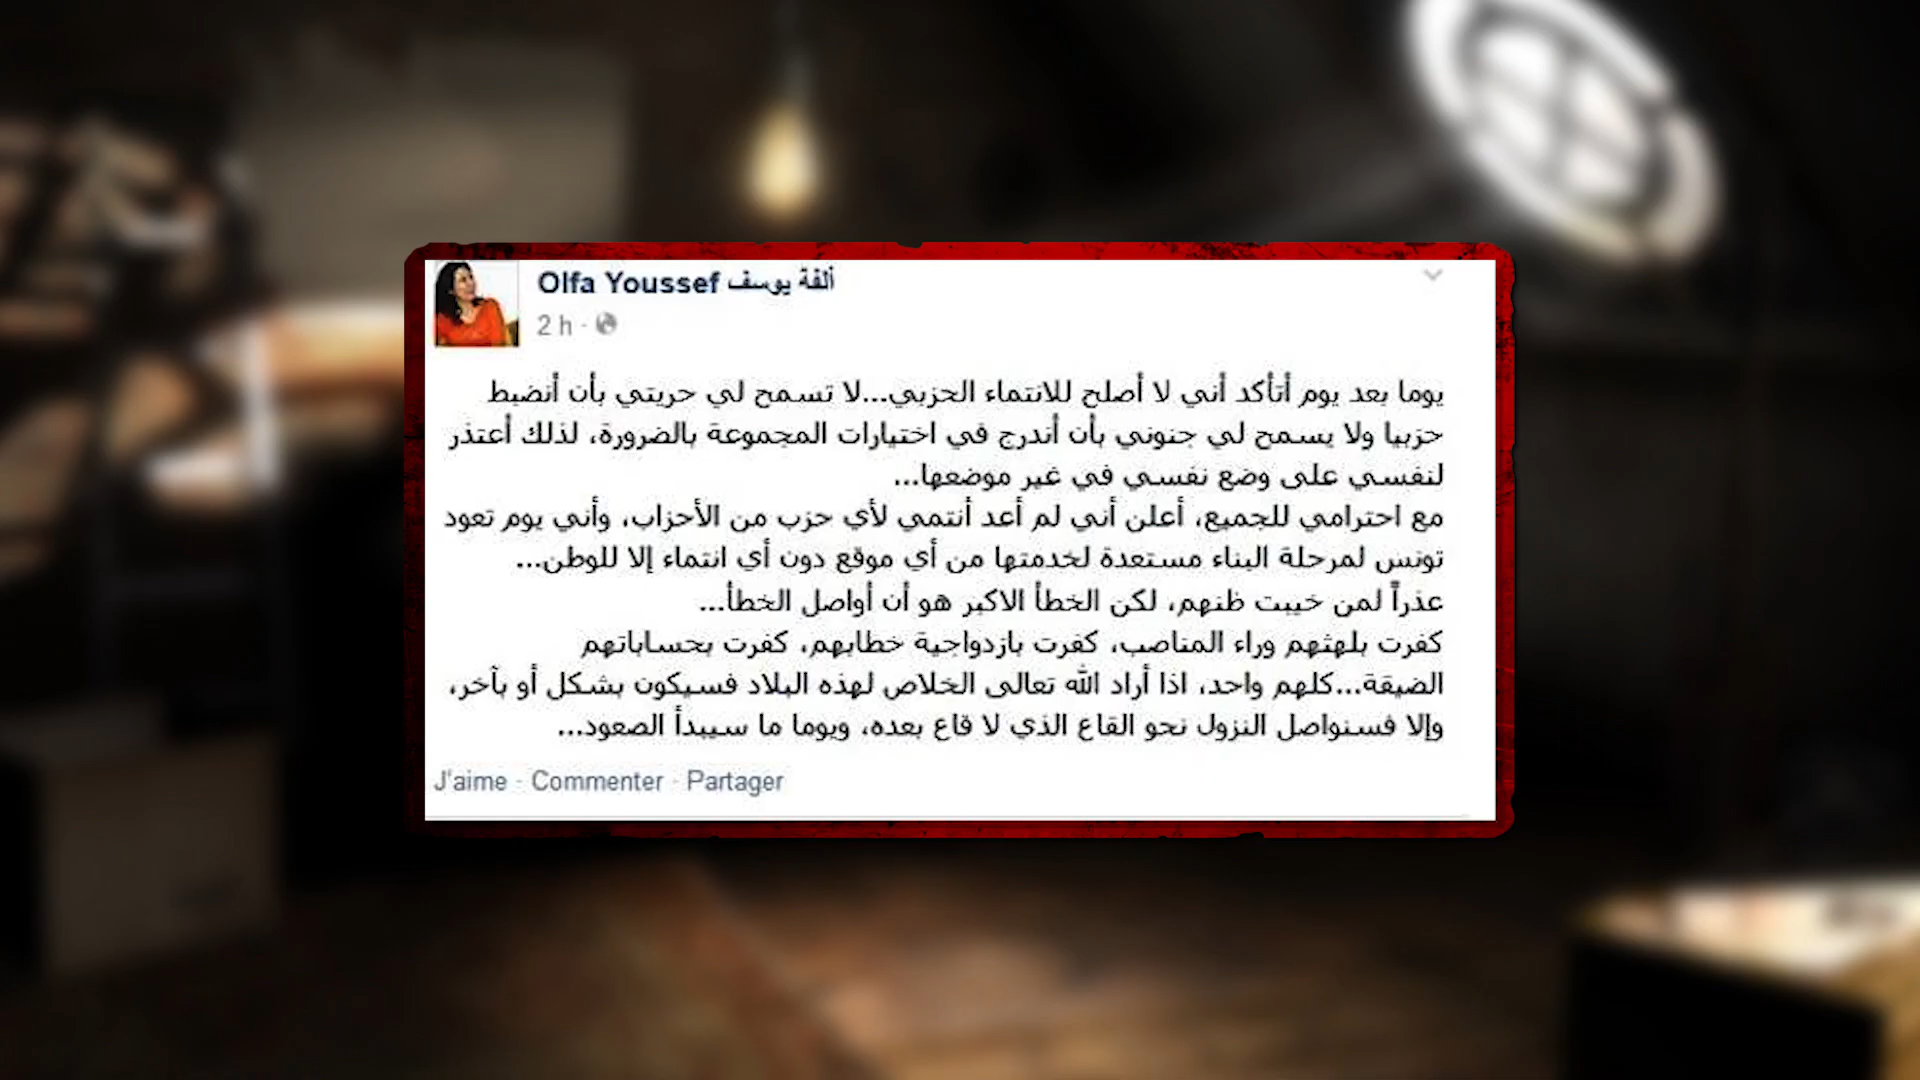 Olfa Youssef ألفة يوسف
2 h ·
يوما بعد يوم أتأكد أني لا أصلح للانتماء الحزبي...لا تسمح لي حريتي بأن أنضبط
حزبيا ولا يسمح لي جنوني بأن أندرج في اختيارات المجموعة بالضرورة، لذلك أعتذر
لنفسي على وضع نفسي في غير موضعها...
مع احترامي للجميع، أعلن أني لم أعد أنتمي لأي حزب من الأحزاب، وأني يوم تعود
تونس لمرحلة البناء مستعدة لخدمتها من أي موقع دون أي انتماء إلا للوطن...
عذراً لمن خيبت ظنهم، لكن الخطأ الاكبر هو أن أواصل الخطأ...
كفرت بلهثهم وراء المناصب، كفرت بازدواجية خطابهم، كفرت بحساباتهم
الضيقة...كلهم واحد، اذا أراد الله تعالى الخلاص لهذه البلاد فسيكون بشكل أو بآخر،
وإلا فسنواصل النزول نحو القاع الذي لا قاع بعده، ويوما ما سيبدأ الصعود...
J'aime · Commenter · Partager